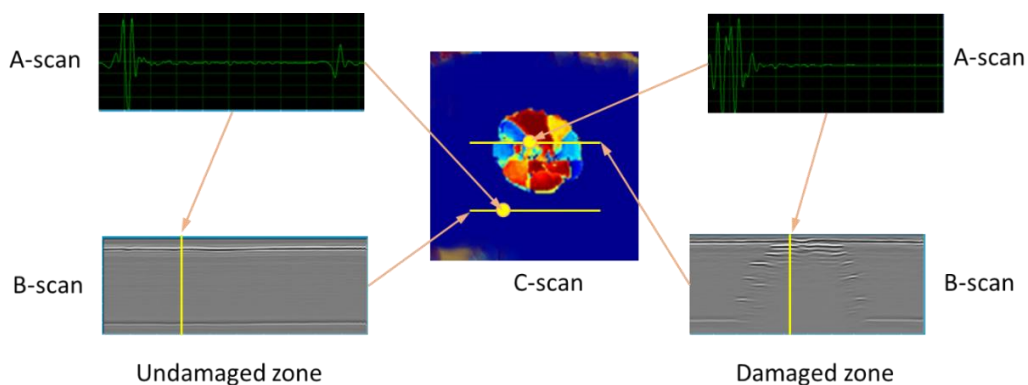 A-scan
A-scan
B-scan
C-scan
B-scan
Undamaged zone
Damaged zone